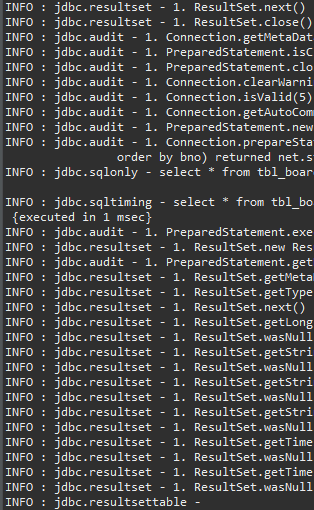 INFO : jdbc.resultset - 1. ResultSet.next()
INFO : jdbc.resultset - 1. ResultSet.close()
INFO : jdbc.audit - 1. Connection.getMetaDat
INFO : jdbc.audit - 1. PreparedStatement.isC
INFO : jdbc.audit - 1. PreparedStatement.clo
INFO : jdbc.audit - 1. Connection.clearWarni
INFO : jdbc.audit - 1. Connection.isValid(5)
INFO : jdbc.audit - 1. Connection.getAutoCom
INFO : jdbc.audit - 1. PreparedStatement.new
INFO : jdbc.audit - 1. Connection.prepareSta
order by bno) returned net.s
INFO : jdbc.sqlonly - select * from tbl_boar
INFO : jdbc.sqltiming - select * from tbl_bo
{executed in 1 msec}
INFO : jdbc.audit - 1. PreparedStatement.exe
INFO : jdbc.resultset - 1. ResultSet.new Res
INFO : jdbc.audit - 1. PreparedStatement.get
INFO : jdbc.resultset - 1. ResultSet.getMeta
INFO : jdbc.resultset - 1. ResultSet.getType
INFO : jdbc.resultset - 1. ResultSet.next()
INFO : jdbc.resultset - 1. ResultSet.getLong
INFO : jdbc.resultset - 1. ResultSet.wasNull
INFO : jdbc.resultset - 1. ResultSet.getStri
INFO : jdbc.resultset - 1. ResultSet.wasNull
INFO : jdbc.resultset - 1. ResultSet.getStri
INFO : jdbc.resultset - 1. ResultSet.wasNull
INFO : jdbc.resultset - 1. ResultSet.getStri
INFO : jdbc.resultset - 1. ResultSet.wasNull
INFO : jdbc.resultset - 1. ResultSet.getTime
INFO : jdbc.resultset - 1. ResultSet.wasNull
INFO : jdbc.resultset - 1. ResultSet.getTime
INFO : jdbc.resultset - 1. ResultSet.wasNull
INFO : jdbc.resultsettable -